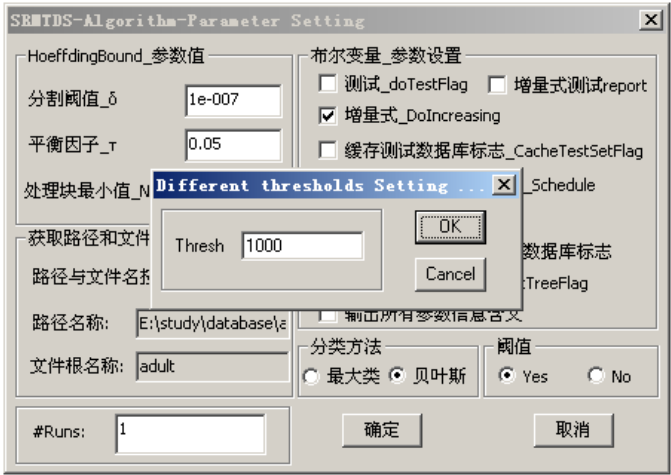 SRMTDS-Algorithm-Parameter Setting
HoeffdingBound_参数值
分割阈值_δ 1e-007
平衡因子_τ 0.05
处理块最小值_N
布尔变量_参数设置
测试_doTestFlag 增量式测试report
增量式_DoIncreasing
缓存测试数据库标志_CacheTestSetFlag
_Schedule
数据库标志
TreeFlag
输出所有参数信息含义
Different thresholds Setting ...
Thresh 1000
OK
Cancel
获取路径和文件
路径与文件名
路径名称: E:\study\database\a
文件根名称: adult
分类方法
最大类 贝叶斯
阈值
Yes No
#Runs: 1
确定 取消